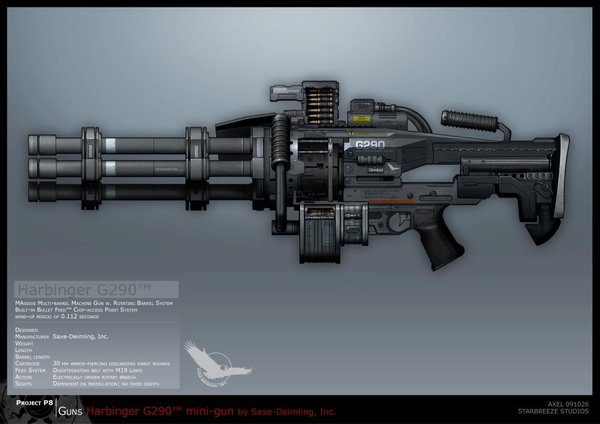 G290
Harbinger G290™
MAssive Multi-barrel Machine Gun w. Rotating Barrel System
Built-in Bullet Feed™ Chip-access Point System
wind-up period of 0.112 seconds
Designed
Manufacturer Saxe-Deimling, Inc.
Weight
Length
Barrel length
Cartridge 30 mm armor-piercing discarding sabot rounds
Feed System Disintegrating belt with M19 Links
Action Electrically driven rotary breech
Sights Dependent on installation; no fixed sights
Project P8
Guns Harbinger G290™ mini-gun by Saxe-Deimling, Inc.
AXEL 091026
STARBREEZE STUDIOS